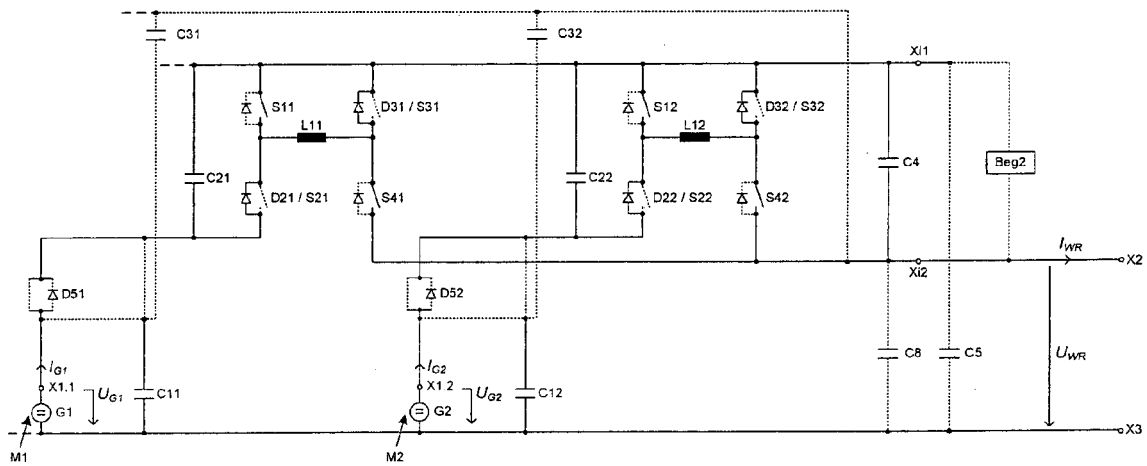 C31
C32
Xi1
S11
D31 / S31
S12
D32 / S32
L11
L12
C4
Beg2
C21
D21 / S21
S41
C22
D22 / S22
S42
I_WR
X2
Xi2
D51
D52
C8
C5
U_WR
I_G1
X1.1
U_G1
C11
I_G2
X1.2
U_G2
C12
G1
G2
X3
M1
M2